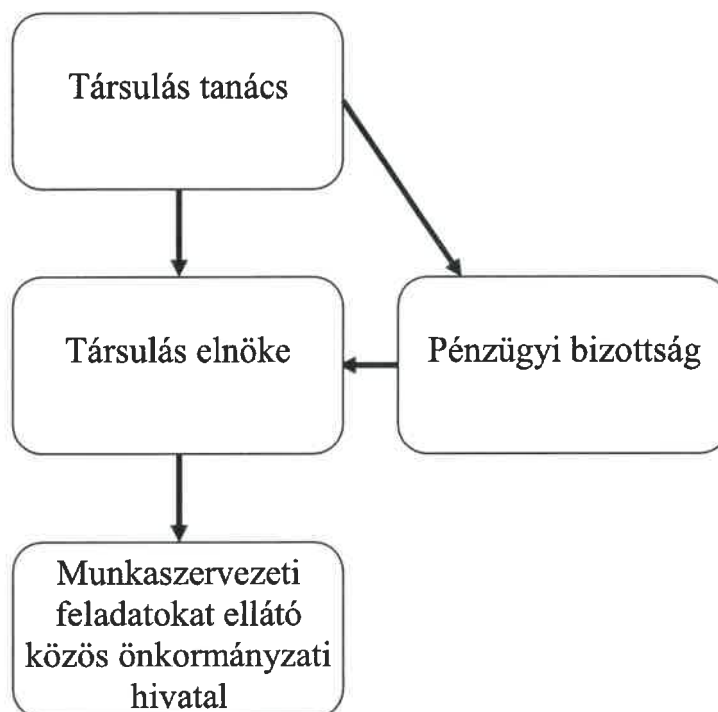 Társulás tanács
Társulás elnöke
Pénzügyi bizottság
Munkaszervezeti
feladatokat ellátó
közös önkormányzati
hivatal